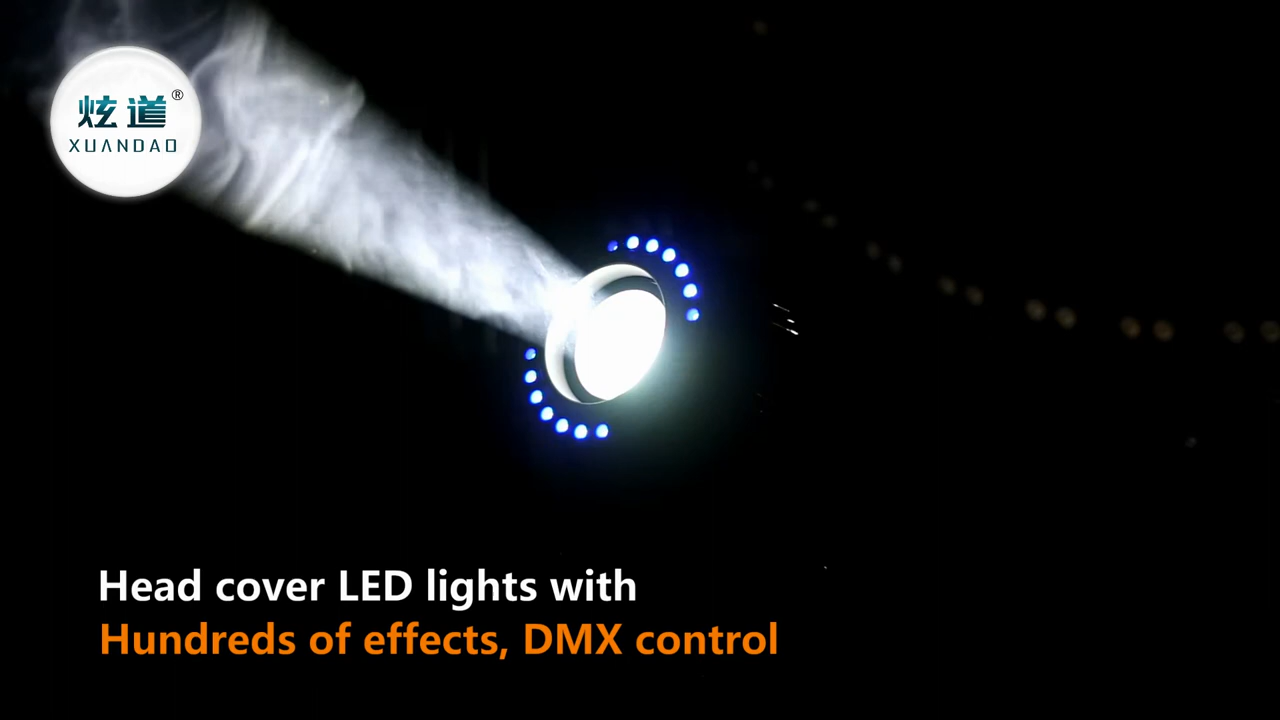 炫道®
XUANDAO
Head cover LED lights with
Hundreds of effects, DMX control